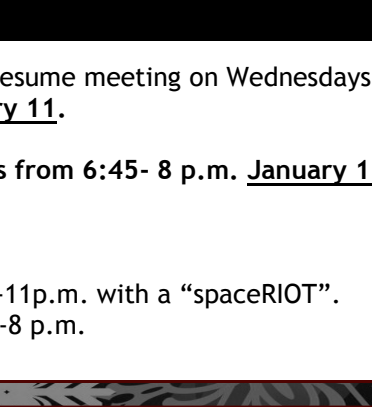 esume meeting on Wednesdays
ry 11.
s from 6:45- 8 p.m. January 1
-11p.m. with a “spaceRIOT”.
-8 p.m.